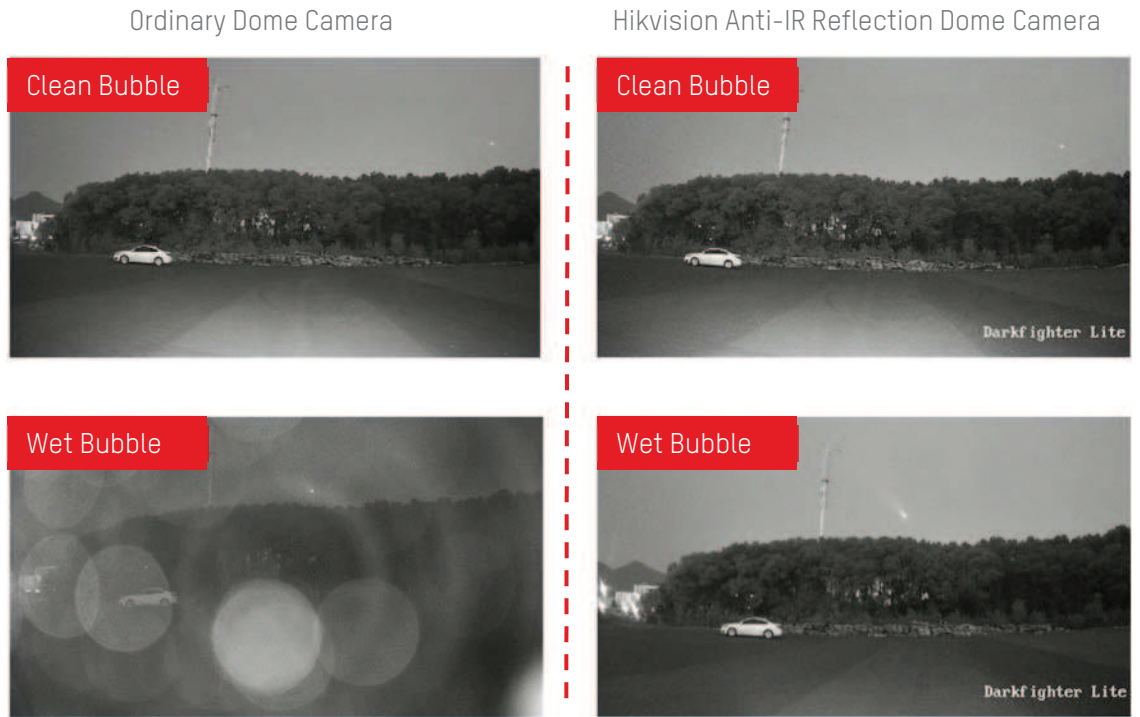 Ordinary Dome Camera
Hikvision Anti-IR Reflection Dome Camera
Clean Bubble
Clean Bubble
Darkfighter Lite
Wet Bubble
Wet Bubble
Darkfighter Lite